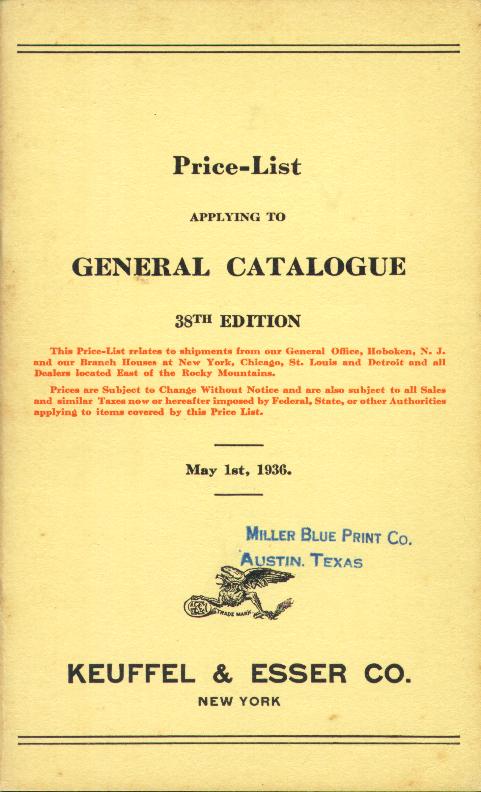 Price-List
APPLYING TO
GENERAL CATALOGUE
38TH EDITION
This Price-List relates to shipments from our General Office, Hoboken, N. J.
and our Branch Houses at New York, Chicago, St. Louis and Detroit and all
Dealers located East of the Rocky Mountains.
Prices are Subject to Change Without Notice and are also subject to all Sales
and similar Taxes now or hereafter imposed by Federal, State, or other Authorities
applying to items covered by this Price List.
May 1st, 1936.
MILLER BLUE PRINT CO.
AUSTIN. TEXAS
TRADE MARK
KEUFFEL & ESSER CO.
NEW YORK